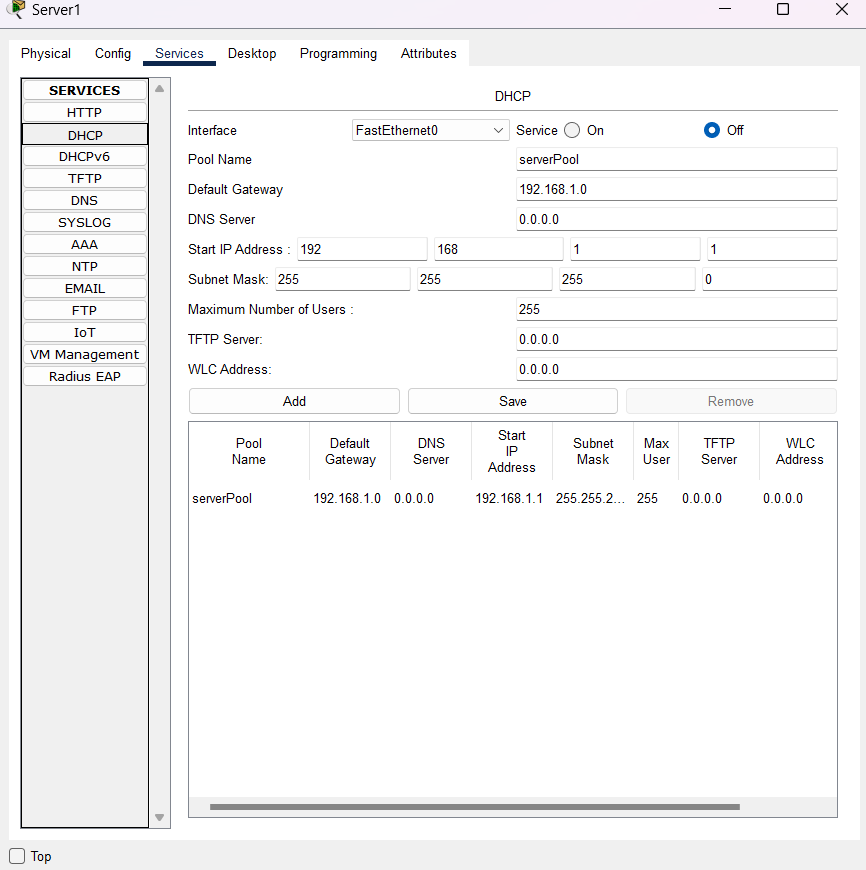 Server1
Physical Config Services Desktop Programming Attributes
SERVICES
HTTP
DHCP
DHCPv6
TFTP
DNS
SYSLOG
AAA
NTP
EMAIL
FTP
IoT
VM Management
Radius EAP
DHCP
Interface FastEthernet0 Service On Off
Pool Name serverPool
Default Gateway 192.168.1.0
DNS Server 0.0.0.0
Start IP Address : 192 168 1 1
Subnet Mask: 255 255 255 0
Maximum Number of Users : 255
TFTP Server: 0.0.0.0
WLC Address: 0.0.0.0
Add Save Remove
Pool Name Default Gateway DNS Server Start IP Address Subnet Mask Max User TFTP Server WLC Address
serverPool 192.168.1.0 0.0.0.0 192.168.1.1 255.255.2... 255 0.0.0.0 0.0.0.0
Top